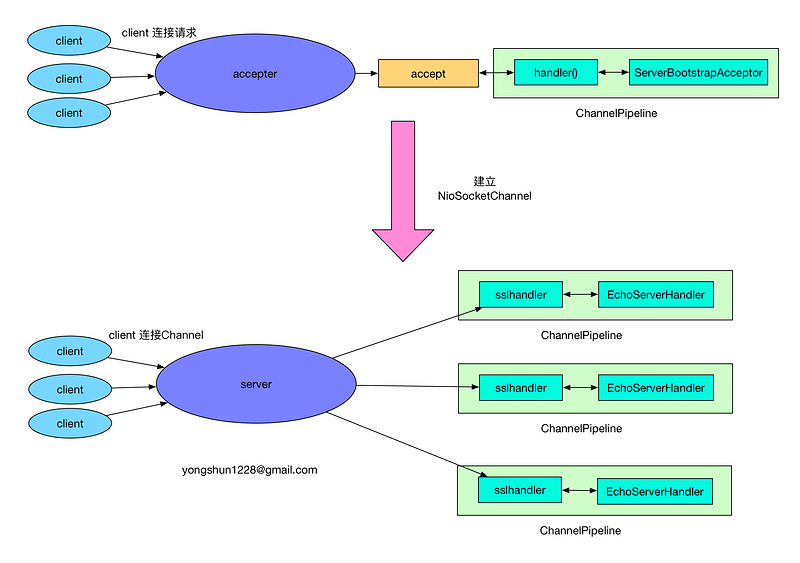 client 连接请求
client
client
client
accepter
accept
handler()
ServerBootstrapAcceptor
ChannelPipeline
建立
NioSocketChannel
client 连接Channel
client
client
client
server
sslhandler
EchoServerHandler
ChannelPipeline
sslhandler
EchoServerHandler
ChannelPipeline
sslhandler
EchoServerHandler
ChannelPipeline
yongshun1228@gmail.com